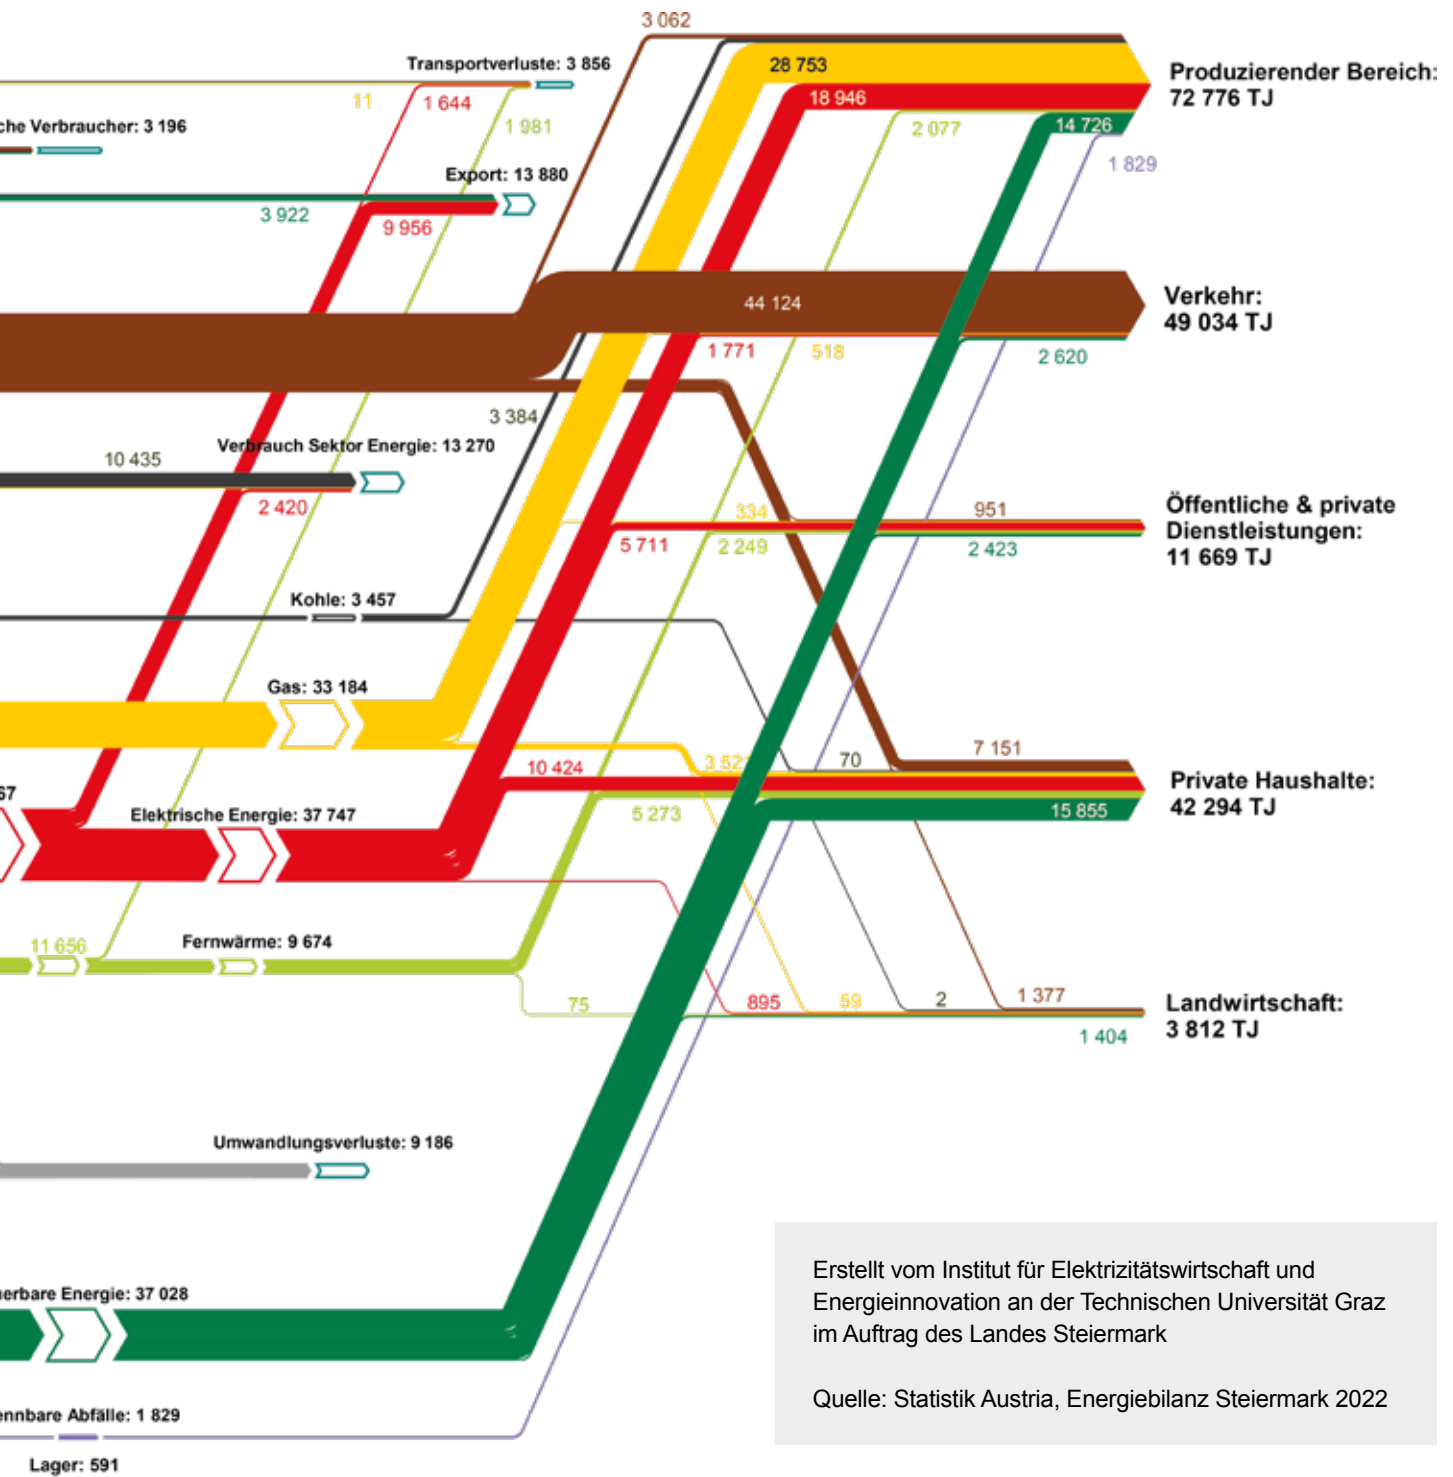 3 062
Transportverluste: 3 856
28 753
Produzierender Bereich:
72 776 TJ
11
1 644
18 946
che Verbraucher: 3 196
1 981
2 077
14 726
1 829
Export: 13 880
3 922
9 956
44 124
Verkehr:
49 034 TJ
1 771
518
2 620
3 384
Verbrauch Sektor Energie: 13 270
10 435
2 420
334
951
Öffentliche & private
Dienstleistungen:
11 669 TJ
5 711
2 249
2 423
Kohle: 3 457
Gas: 33 184
10 424
3 52
70
7 151
Private Haushalte:
42 294 TJ
67
Elektrische Energie: 37 747
5 273
15 855
11 656
Fernwärme: 9 674
75
895
59
2
1 377
Landwirtschaft:
3 812 TJ
1 404
Umwandlungsverluste: 9 186
uerbare Energie: 37 028
ennbare Abfälle: 1 829
Lager: 591
Erstellt vom Institut für Elektrizitätswirtschaft und
Energieinnovation an der Technischen Universität Graz
im Auftrag des Landes Steiermark
Quelle: Statistik Austria, Energiebilanz Steiermark 2022